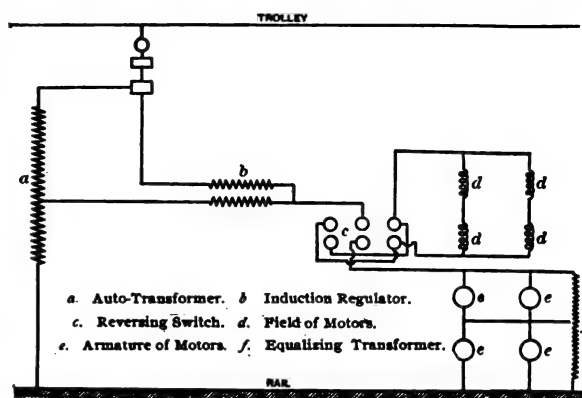 TROLLEY
b
a
d d
c
d d
a. Auto-Transformer. b Induction Regulator.
c. Reversing Switch. d. Field of Motors.
e. Armature of Motors. f. Equalizing Transformer.
e e
e e
RAIL